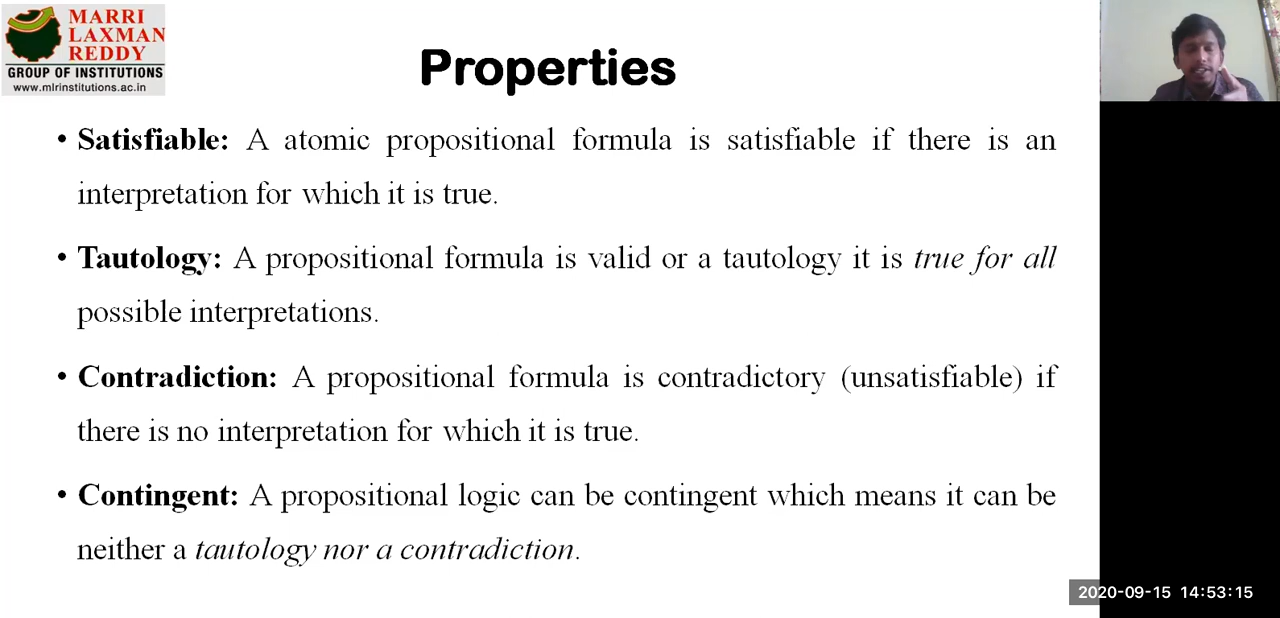 MARRI
LAXMAN
REDDY
GROUP OF INSTITUTIONS
www.mlrinstitutions.ac.in
Properties
• Satisfiable: A atomic propositional formula is satisfiable if there is an
interpretation for which it is true.
• Tautology: A propositional formula is valid or a tautology it is true for all
possible interpretations.
• Contradiction: A propositional formula is contradictory (unsatisfiable) if
there is no interpretation for which it is true.
• Contingent: A propositional logic can be contingent which means it can be
neither a tautology nor a contradiction.
2020-09-15 14:53:15